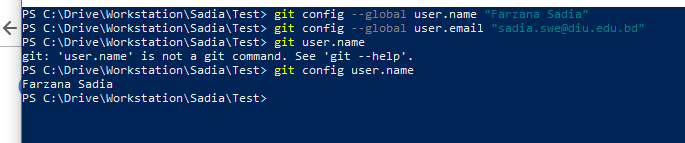 PS C:\Drive\Workstation\Sadia\Test> git config --global user.name "Farzana Sadia"
PS C:\Drive\Workstation\Sadia\Test> git config --global user.email "sadia.swe@diu.edu.bd"
PS C:\Drive\Workstation\Sadia\Test> git user.name
git: 'user.name' is not a git command. See 'git --help'.
PS C:\Drive\Workstation\Sadia\Test> git config user.name
Farzana Sadia
PS C:\Drive\Workstation\Sadia\Test>